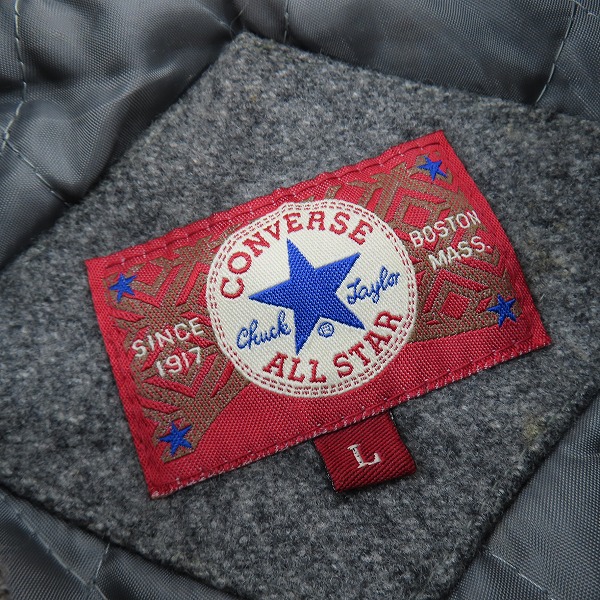 CONVERSE
Chuck Taylor
®
ALL STAR
SINCE
1917
BOSTON
MASS.
L